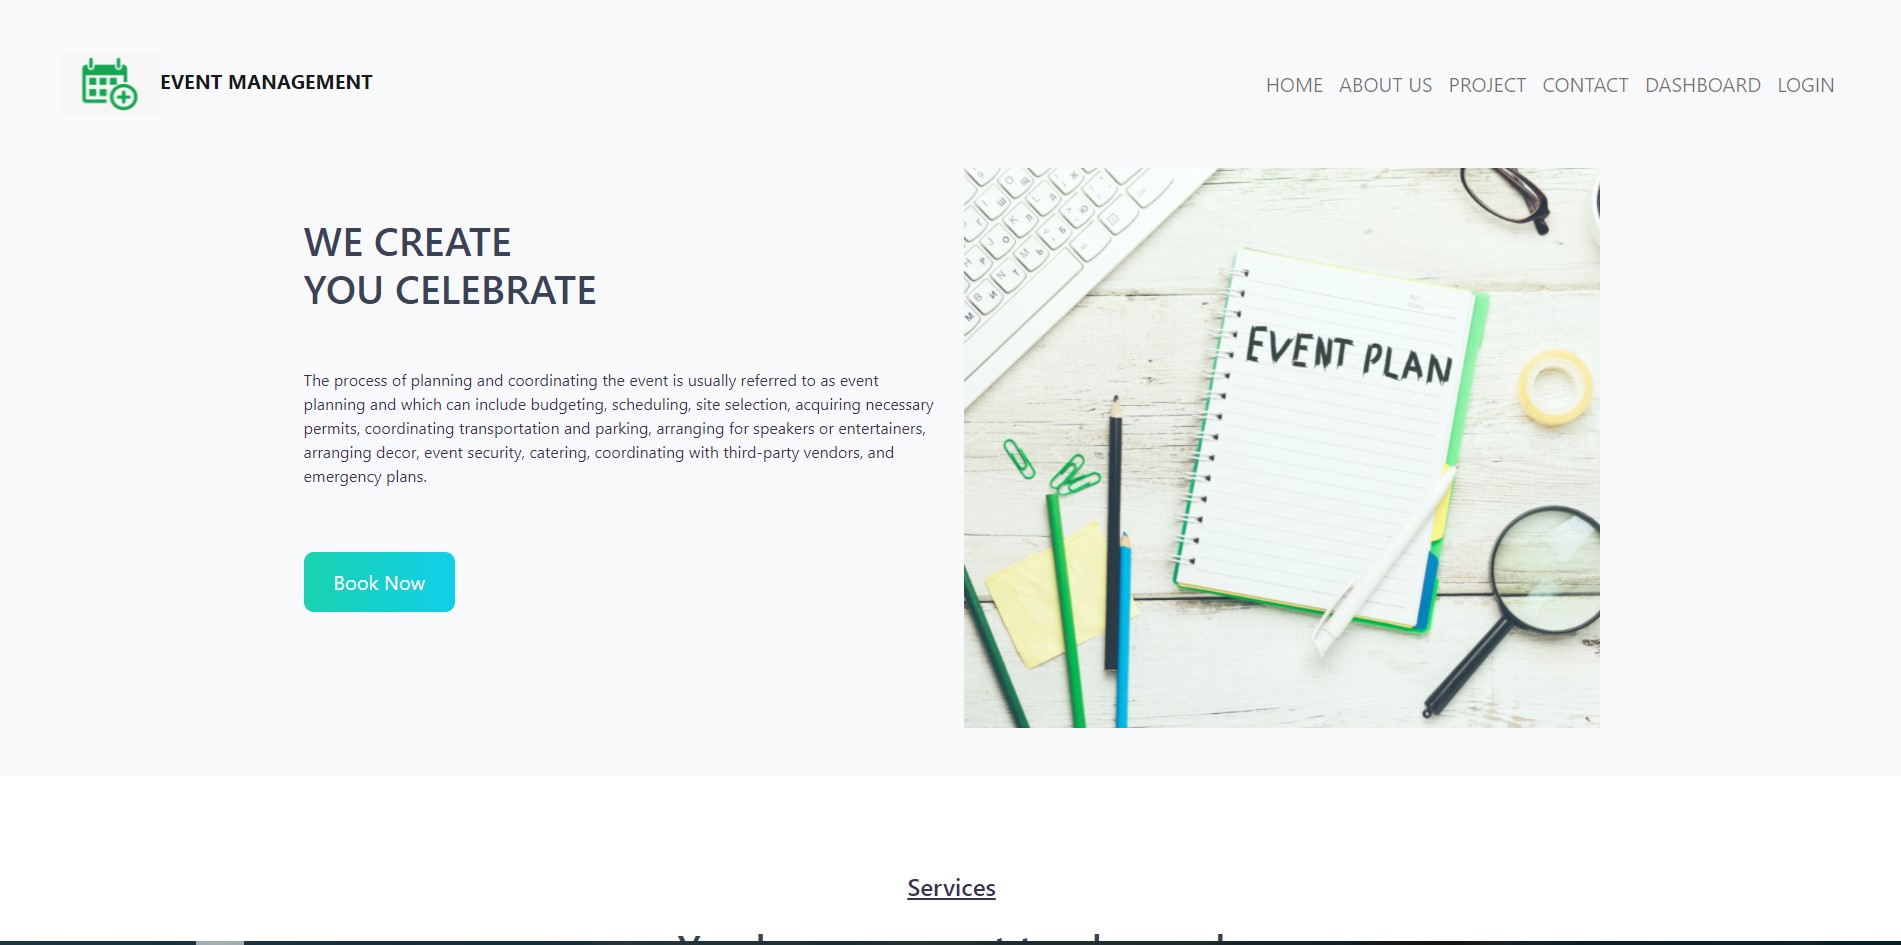 EVENT MANAGEMENT
HOME ABOUT US PROJECT CONTACT DASHBOARD LOGIN
WE CREATE
YOU CELEBRATE
The process of planning and coordinating the event is usually referred to as event
planning and which can include budgeting, scheduling, site selection, acquiring necessary
permits, coordinating transportation and parking, arranging for speakers or entertainers,
arranging decor, event security, catering, coordinating with third-party vendors, and
emergency plans.
Book Now
EVENT PLAN
Services